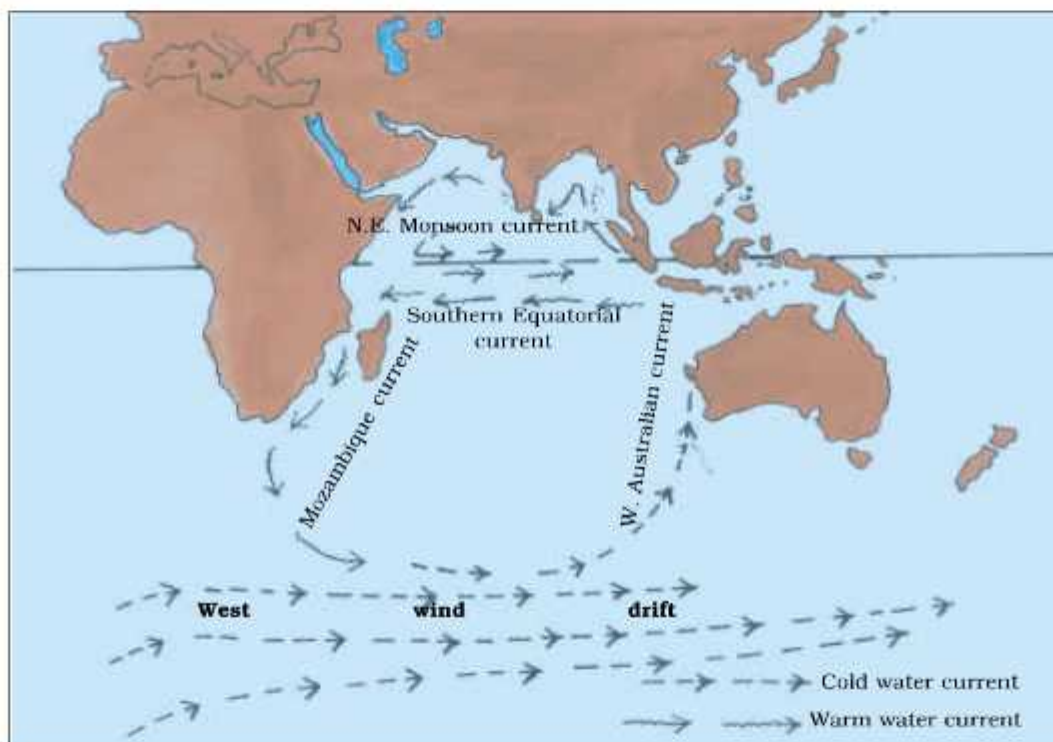 N.E. Monsoon current
Southern Equatorial
current
Mozambique current
W. Australian current
West wind drift
Cold water current
Warm water current